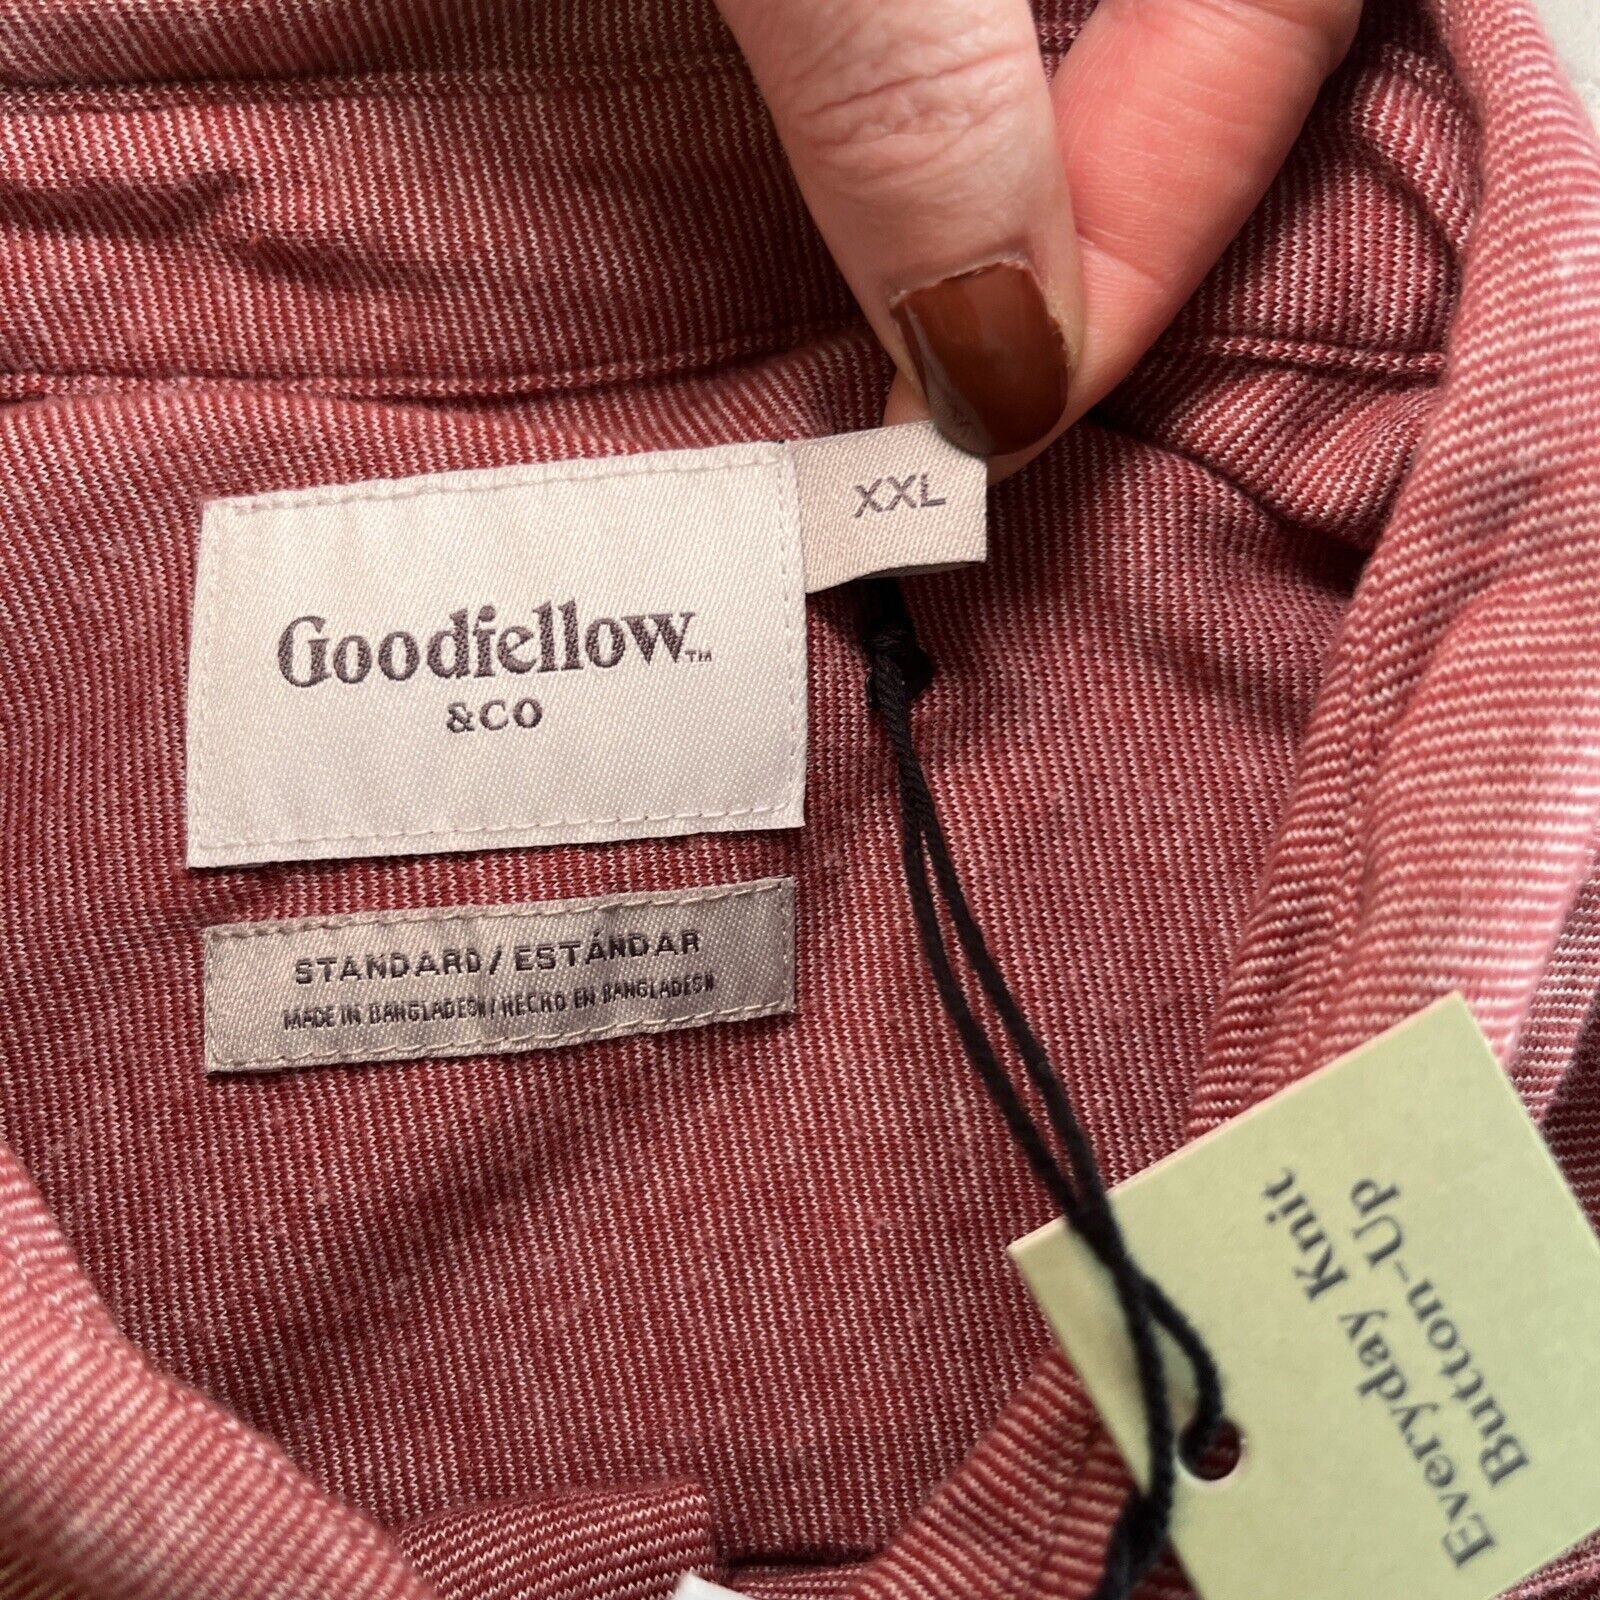 XXL
Goodfellow™
& CO
STANDARD/ESTÁNDAR
MADE IN BANGLADESH/HECHO EN BANGLADESH
Everyday Knit
Button-Up